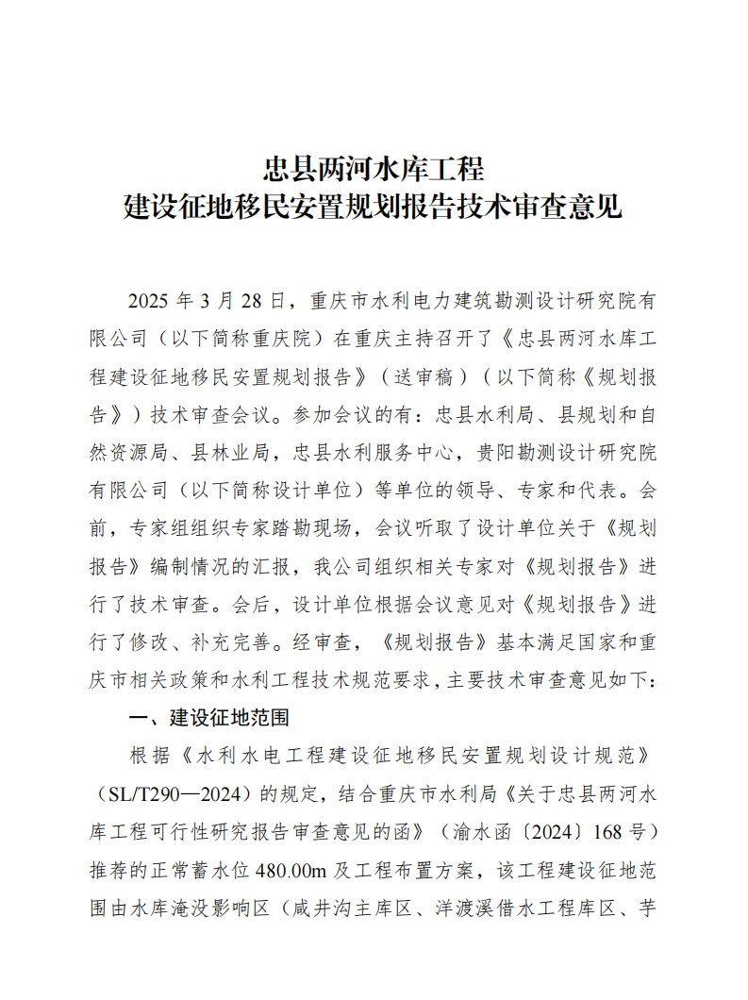 忠县两河水库工程
建设征地移民安置规划报告技术审查意见
2025 年 3 月 28 日，重庆市水利电力建筑勘测设计研究院有
限公司（以下简称重庆院）在重庆主持召开了《忠县两河水库工
程建设征地移民安置规划报告》（送审稿）（以下简称《规划报
告》）技术审查会议。参加会议的有：忠县水利局、县规划和自
然资源局、县林业局，忠县水利服务中心，贵阳勘测设计研究院
有限公司（以下简称设计单位）等单位的领导、专家和代表。会
前，专家组组织专家踏勘现场，会议听取了设计单位关于《规划
报告》编制情况的汇报，我公司组织相关专家对《规划报告》进
行了技术审查。会后，设计单位根据会议意见对《规划报告》进
行了修改、补充完善。经审查，《规划报告》基本满足国家和重
庆市相关政策和水利工程技术规范要求，主要技术审查意见如下：
一、建设征地范围
根据《水利水电工程建设征地移民安置规划设计规范》
（SL/T290—2024）的规定，结合重庆市水利局《关于忠县两河水
库工程可行性研究报告审查意见的函》（渝水函〔2024〕168 号）
推荐的正常蓄水位 480.00m 及工程布置方案，该工程建设征地范
围由水库淹没影响区（咸井沟主库区、洋渡溪借水工程库区、芋